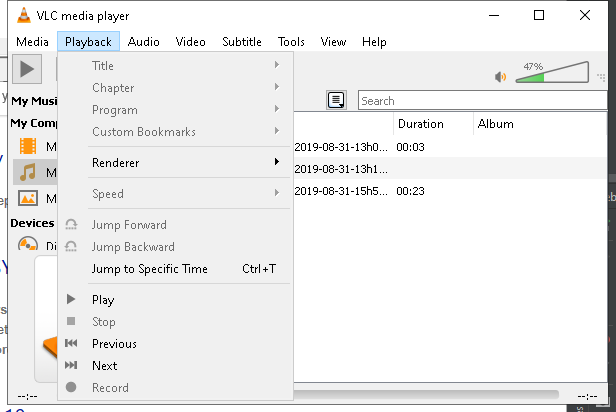 VLC media player
Media Playback Audio Video Subtitle Tools View Help
47%
Title
Chapter
Program
Custom Bookmarks
Renderer
Speed
Jump Forward
Jump Backward
Jump to Specific Time Ctrl+T
Play
Stop
Previous
Next
Record
My Mus
My Comp
M
M
M
Devices
Di
Search
Duration Album
2019-08-31-13h0... 00:03
2019-08-31-13h1...
2019-08-31-15h5... 00:23
--:-- --:--